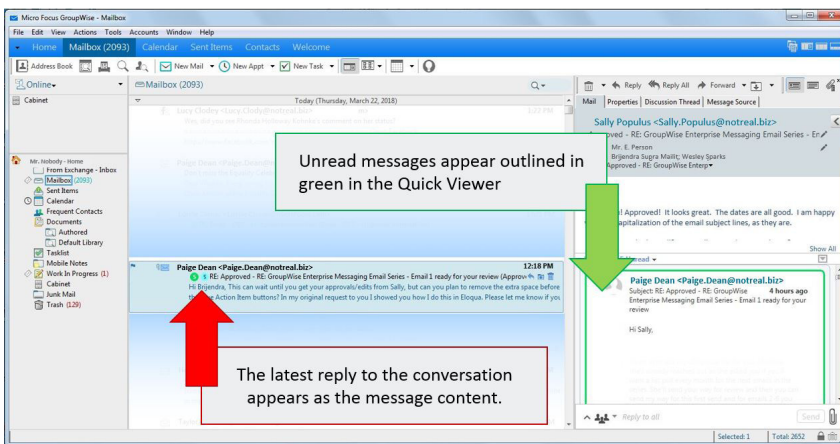 Micro Focus GroupWise - Mailbox
File Edit View Actions Tools Accounts Window Help
Home Mailbox (2093) Calendar Sent Items Contacts Welcome
Address Book New Mail New Appt New Task
Online
Mailbox (2093)
Reply Reply All Forward
Cabinet
Today (Thursday, March 22, 2018)
Mail Properties Discussion Thread Message Source
Sally Populus <Sally.Populus@notreal.biz>
- RE: GroupWise Enterprise Messaging Email Series - Em
Mr. E. Person
Brijendra Sugra Maillit; Wesley Sparks
Approved - RE: GroupWise Enterp
Unread messages appear outlined in
green in the Quick Viewer
Mr. Nobody - Home
From Exchange - Inbox
Mailbox (2093)
Sent Items
Calendar
Frequent Contacts
Documents
Authored
Default Library
Tasklist
Mobile Notes
Work In Progress (1)
Cabinet
Junk Mail
Trash (129)
Approved! It looks great. The dates are all good. I am happy
capitalization of the email subject lines, as they are.
Show All
Paige Dean <Paige.Dean@notreal.biz> 12:18 PM
RE: Approved - RE: GroupWise Enterprise Messaging Email Series - Email 1 ready for your review (Approv
Hi Brijendra, This can wait until you get your approvals/edits from Sally, but can you plan to remove the extra space before
Action Item buttons? In my original request to you I showed you how I do this in Eloqua. Please let me know if you
Paige Dean <Paige.Dean@notreal.biz>
Subject: RE: Approved - RE: GroupWise 4 hours ago
Enterprise Messaging Email Series - Email 1 ready for your
review
Hi Sally,
The latest reply to the conversation
appears as the message content.
Reply to all Send
Selected: 1 Total: 2652